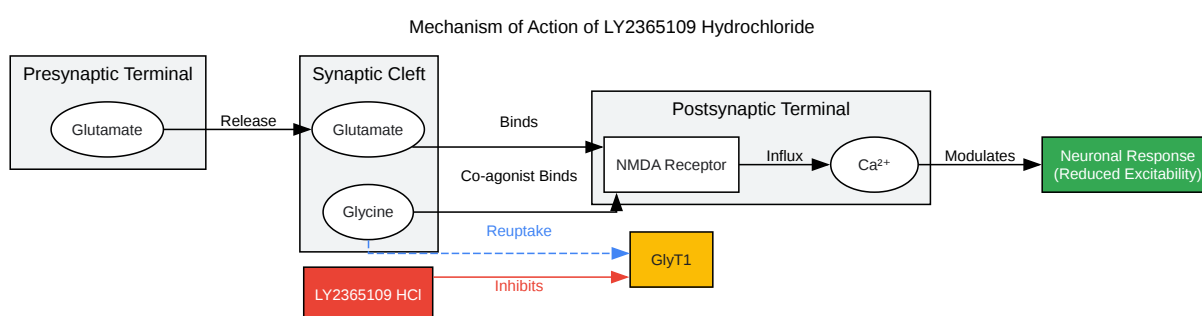 Mechanism of Action of LY2365109 Hydrochloride
Presynaptic Terminal
Glutamate
Release
Synaptic Cleft
Glutamate
Glycine
Binds
Co-agonist Binds
Reuptake
Inhibits
LY2365109 HCl
GlyT1
Postsynaptic Terminal
NMDA Receptor
Influx
Ca²⁺
Modulates
Neuronal Response
(Reduced Excitability)